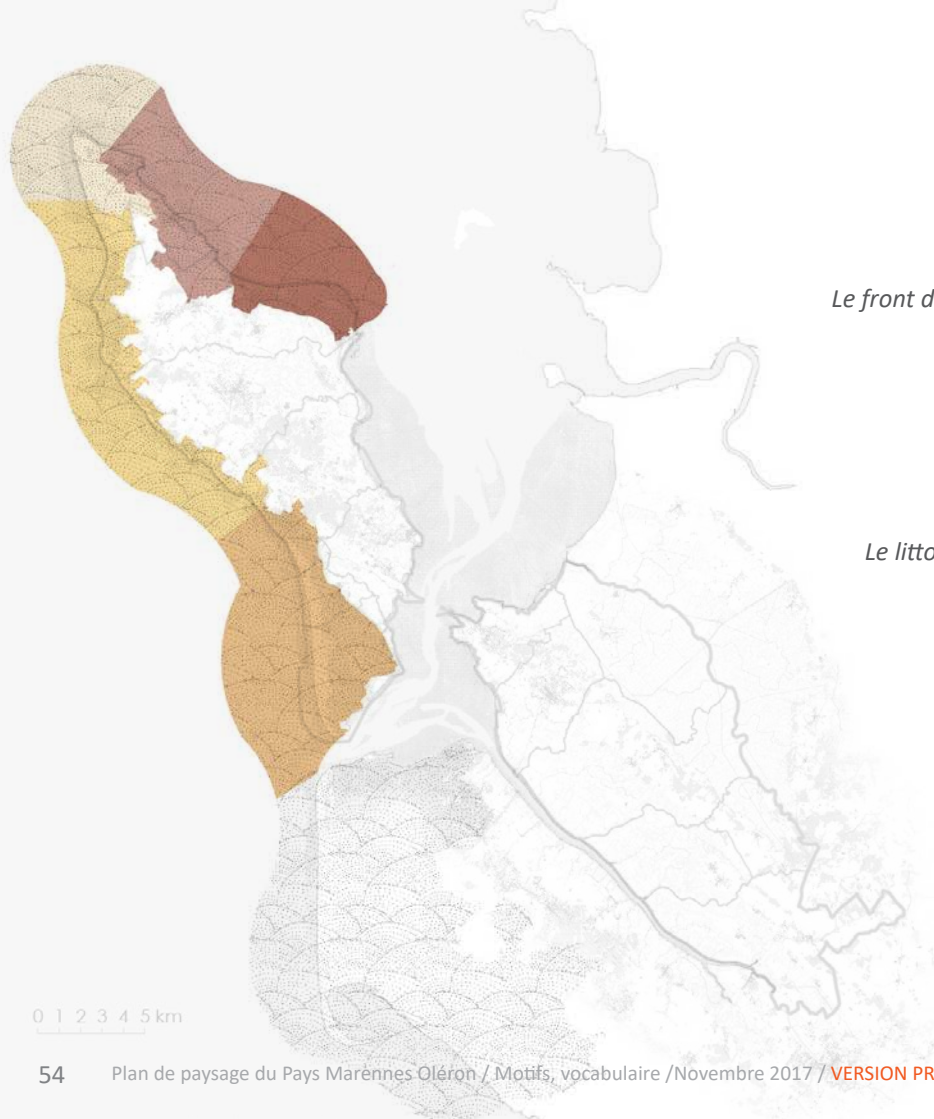 Le front d
Le litto
0 1 2 3 4 5 km
54 Plan de paysage du Pays Marennes Oléron / Motifs, vocabulaire /Novembre 2017 / VERSION PR